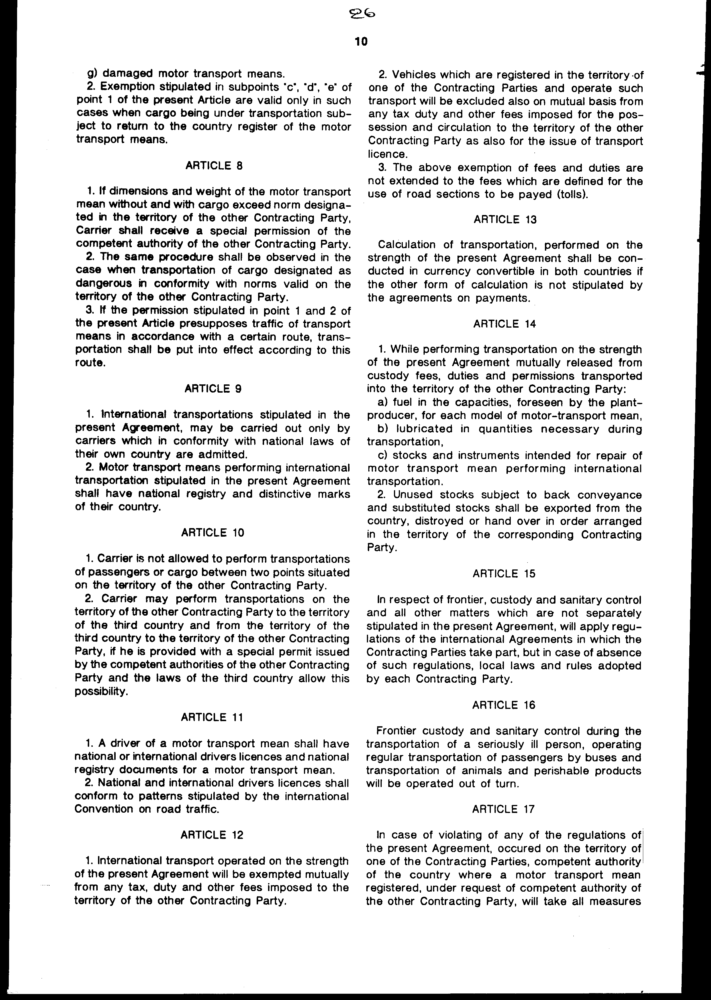 26
10
g) damaged motor transport means.
2. Exemption stipulated in subpoints "c", "d", "e" of
point 1 of the present Article are valid only in such
cases when cargo being under transportation sub-
ject to return to the country register of the motor
transport means.
ARTICLE 8
1. If dimensions and weight of the motor transport
mean without and with cargo exceed norm designa-
ted in the territory of the other Contracting Party,
Carrier shall receive a special permission of the
competent authority of the other Contracting Party.
2. The same procedure shall be observed in the
case when transportation of cargo designated as
dangerous in conformity with norms valid on the
territory of the other Contracting Party.
3. If the permission stipulated in point 1 and 2 of
the present Article presupposes traffic of transport
means in accordance with a certain route, trans-
portation shall be put into effect according to this
route.
ARTICLE 9
1. International transportations stipulated in the
present Agreement, may be carried out only by
carriers which in conformity with national laws of
their own country are admitted.
2. Motor transport means performing international
transportation stipulated in the present Agreement
shall have national registry and distinctive marks
of their country.
ARTICLE 10
1. Carrier is not allowed to perform transportations
of passengers or cargo between two points situated
on the territory of the other Contracting Party.
2. Carrier may perform transportations on the
territory of the other Contracting Party to the territory
of the third country and from the territory of the
third country to the territory of the other Contracting
Party, if he is provided with a special permit issued
by the competent authorities of the other Contracting
Party and the laws of the third country allow this
possibility.
ARTICLE 11
1. A driver of a motor transport mean shall have
national or international drivers licences and national
registry documents for a motor transport mean.
2. National and international drivers licences shall
conform to patterns stipulated by the international
Convention on road traffic.
ARTICLE 12
1. International transport operated on the strength
of the present Agreement will be exempted mutually
from any tax, duty and other fees imposed to the
territory of the other Contracting Party.
2. Vehicles which are registered in the territory of
one of the Contracting Parties and operate such
transport will be excluded also on mutual basis from
any tax duty and other fees imposed for the pos-
session and circulation to the territory of the other
Contracting Party as also for the issue of transport
licence.
3. The above exemption of fees and duties are
not extended to the fees which are defined for the
use of road sections to be payed (tolls).
ARTICLE 13
Calculation of transportation, performed on the
strength of the present Agreement shall be con-
ducted in currency convertible in both countries if
the other form of calculation is not stipulated by
the agreements on payments.
ARTICLE 14
1. While performing transportation on the strength
of the present Agreement mutually released from
custody fees, duties and permissions transported
into the territory of the other Contracting Party:
a) fuel in the capacities, foreseen by the plant-
producer, for each model of motor-transport mean,
b) lubricated in quantities necessary during
transportation,
c) stocks and instruments intended for repair of
motor transport mean performing international
transportation.
2. Unused stocks subject to back conveyance
and substituted stocks shall be exported from the
country, distroyed or hand over in order arranged
in the territory of the corresponding Contracting
Party.
ARTICLE 15
In respect of frontier, custody and sanitary control
and all other matters which are not separately
stipulated in the present Agreement, will apply regu-
lations of the international Agreements in which the
Contracting Parties take part, but in case of absence
of such regulations, local laws and rules adopted
by each Contracting Party.
ARTICLE 16
Frontier custody and sanitary control during the
transportation of a seriously ill person, operating
regular transportation of passengers by buses and
transportation of animals and perishable products
will be operated out of turn.
ARTICLE 17
In case of violating of any of the regulations of
the present Agreement, occured on the territory of
one of the Contracting Parties, competent authority
of the country where a motor transport mean
registered, under request of competent authority of
the other Contracting Party, will take all measures